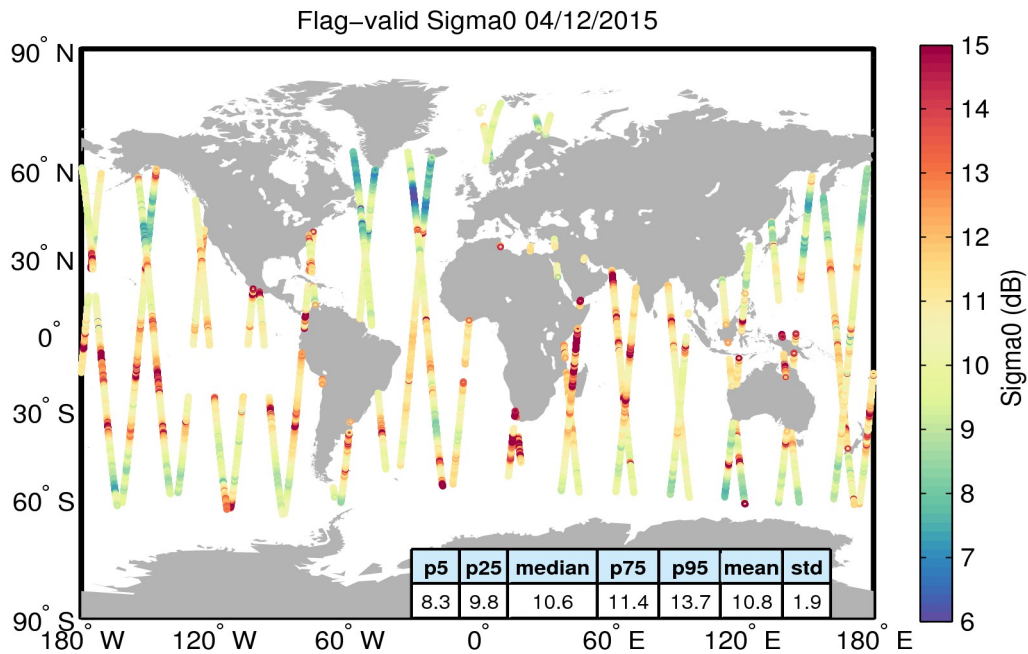 Flag−valid Sigma0 04/12/2015
90° N
60° N
30° N
0°
30° S
60° S
90° S
180° W
120° W
60° W
0°
60° E
120° E
180° E
p5 p25 median p75 p95 mean std
8.3 9.8 10.6 11.4 13.7 10.8 1.9
15
14
13
12
11
10
9
8
7
6
Sigma0 (dB)